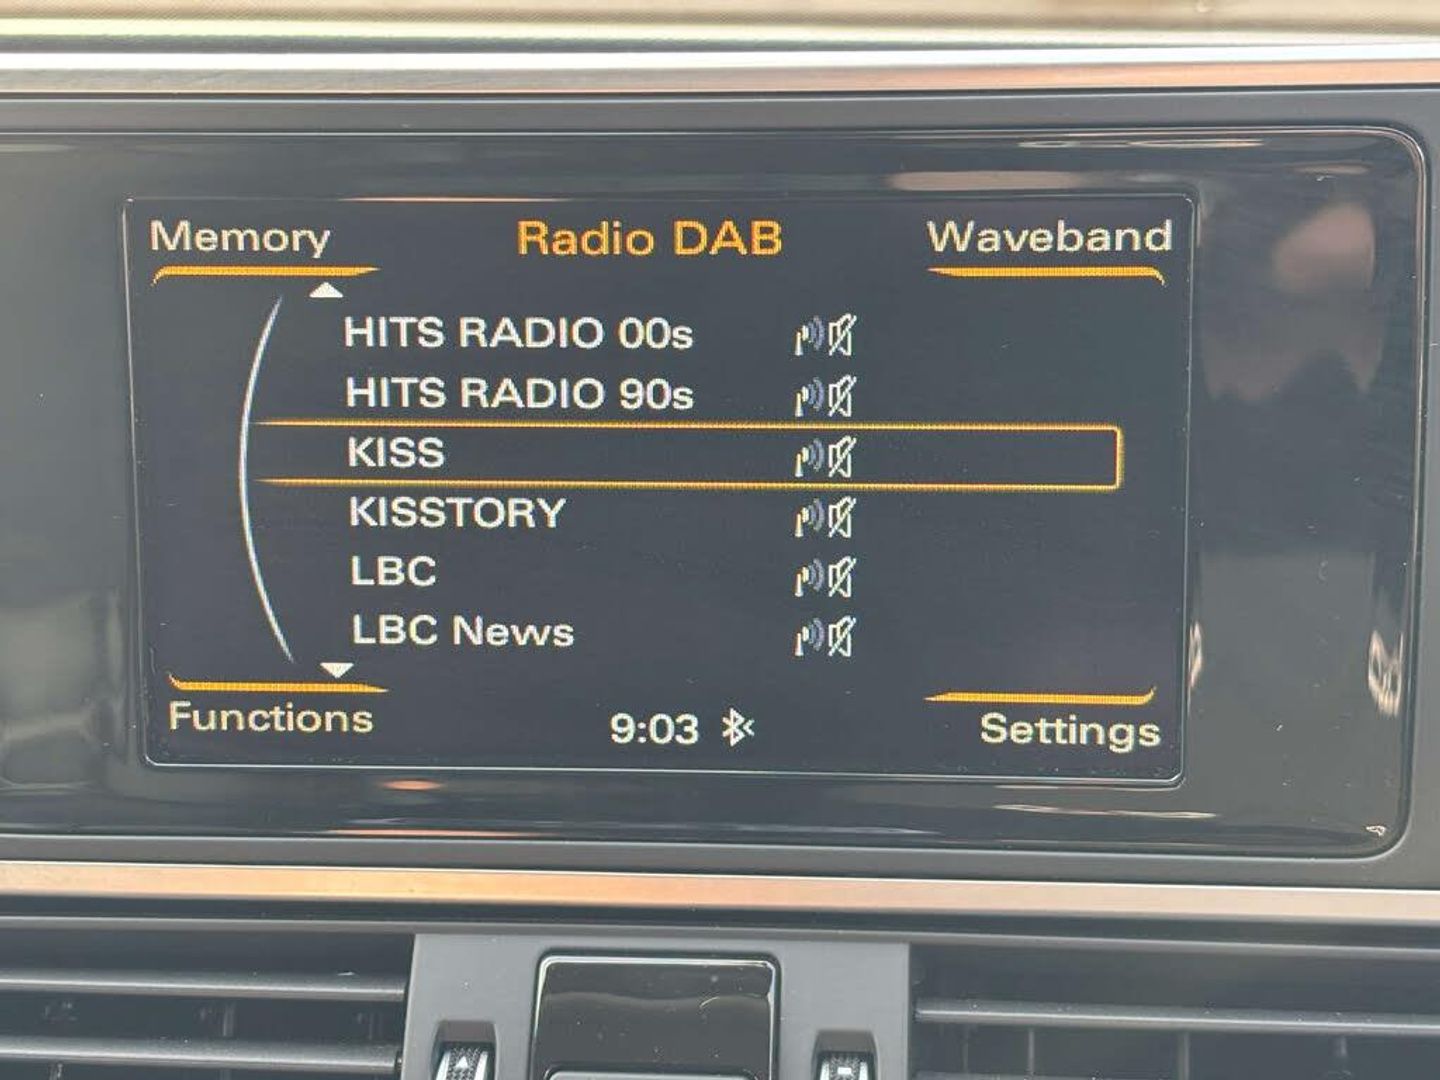 Memory Radio DAB Waveband
HITS RADIO 00s
HITS RADIO 90s
KISS
KISSTORY
LBC
LBC News
Functions 9:03 Settings